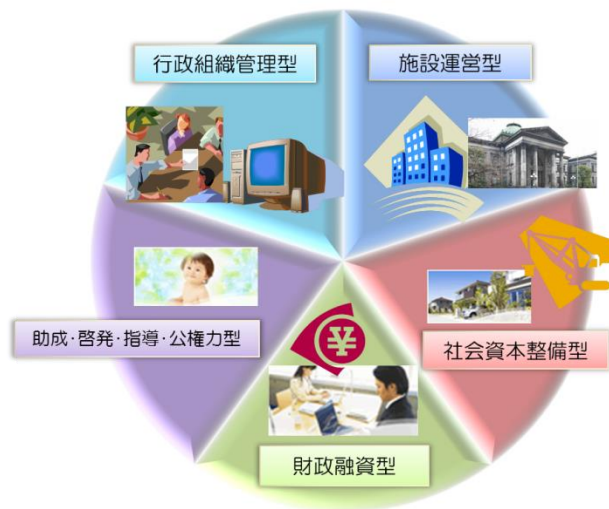 行政組織管理型
施設運営型
助成・啓発・指導・公権力型
社会資本整備型
¥
財政融資型